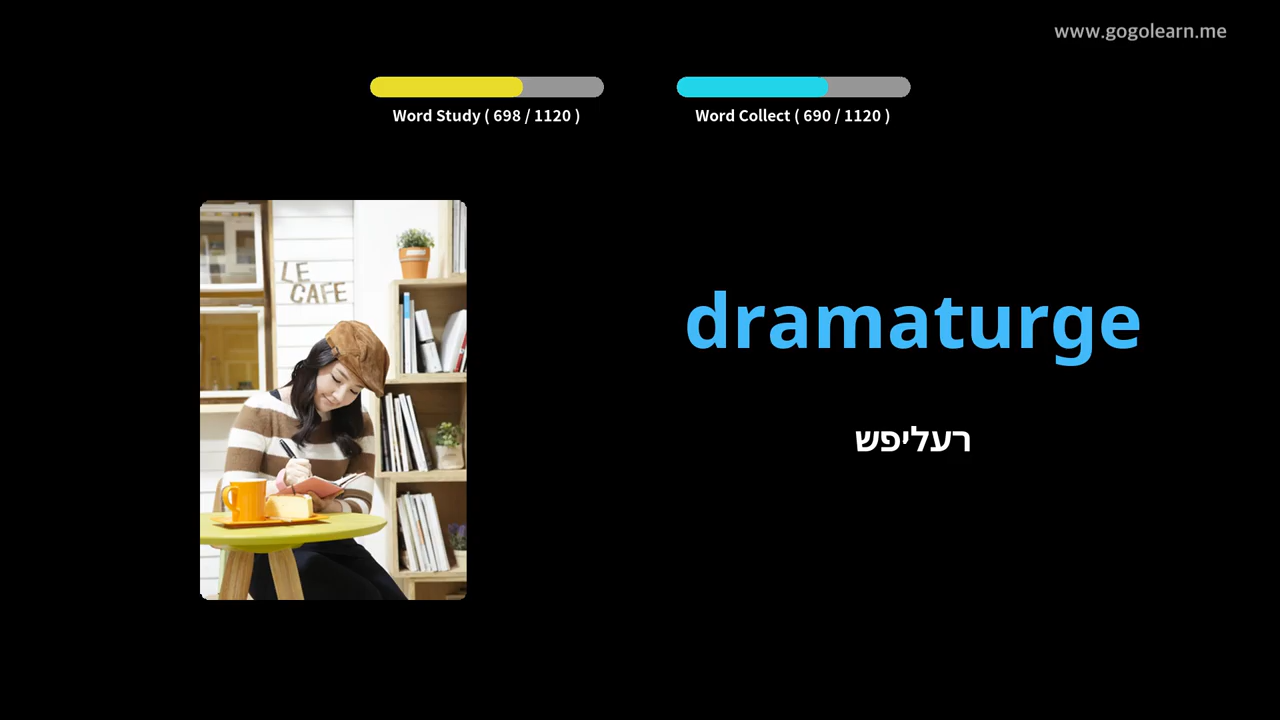 www.gogolearn.me
Word Study ( 698 / 1120 )
Word Collect ( 690 / 1120 )
LE
CAFE
dramaturge
רעליפש